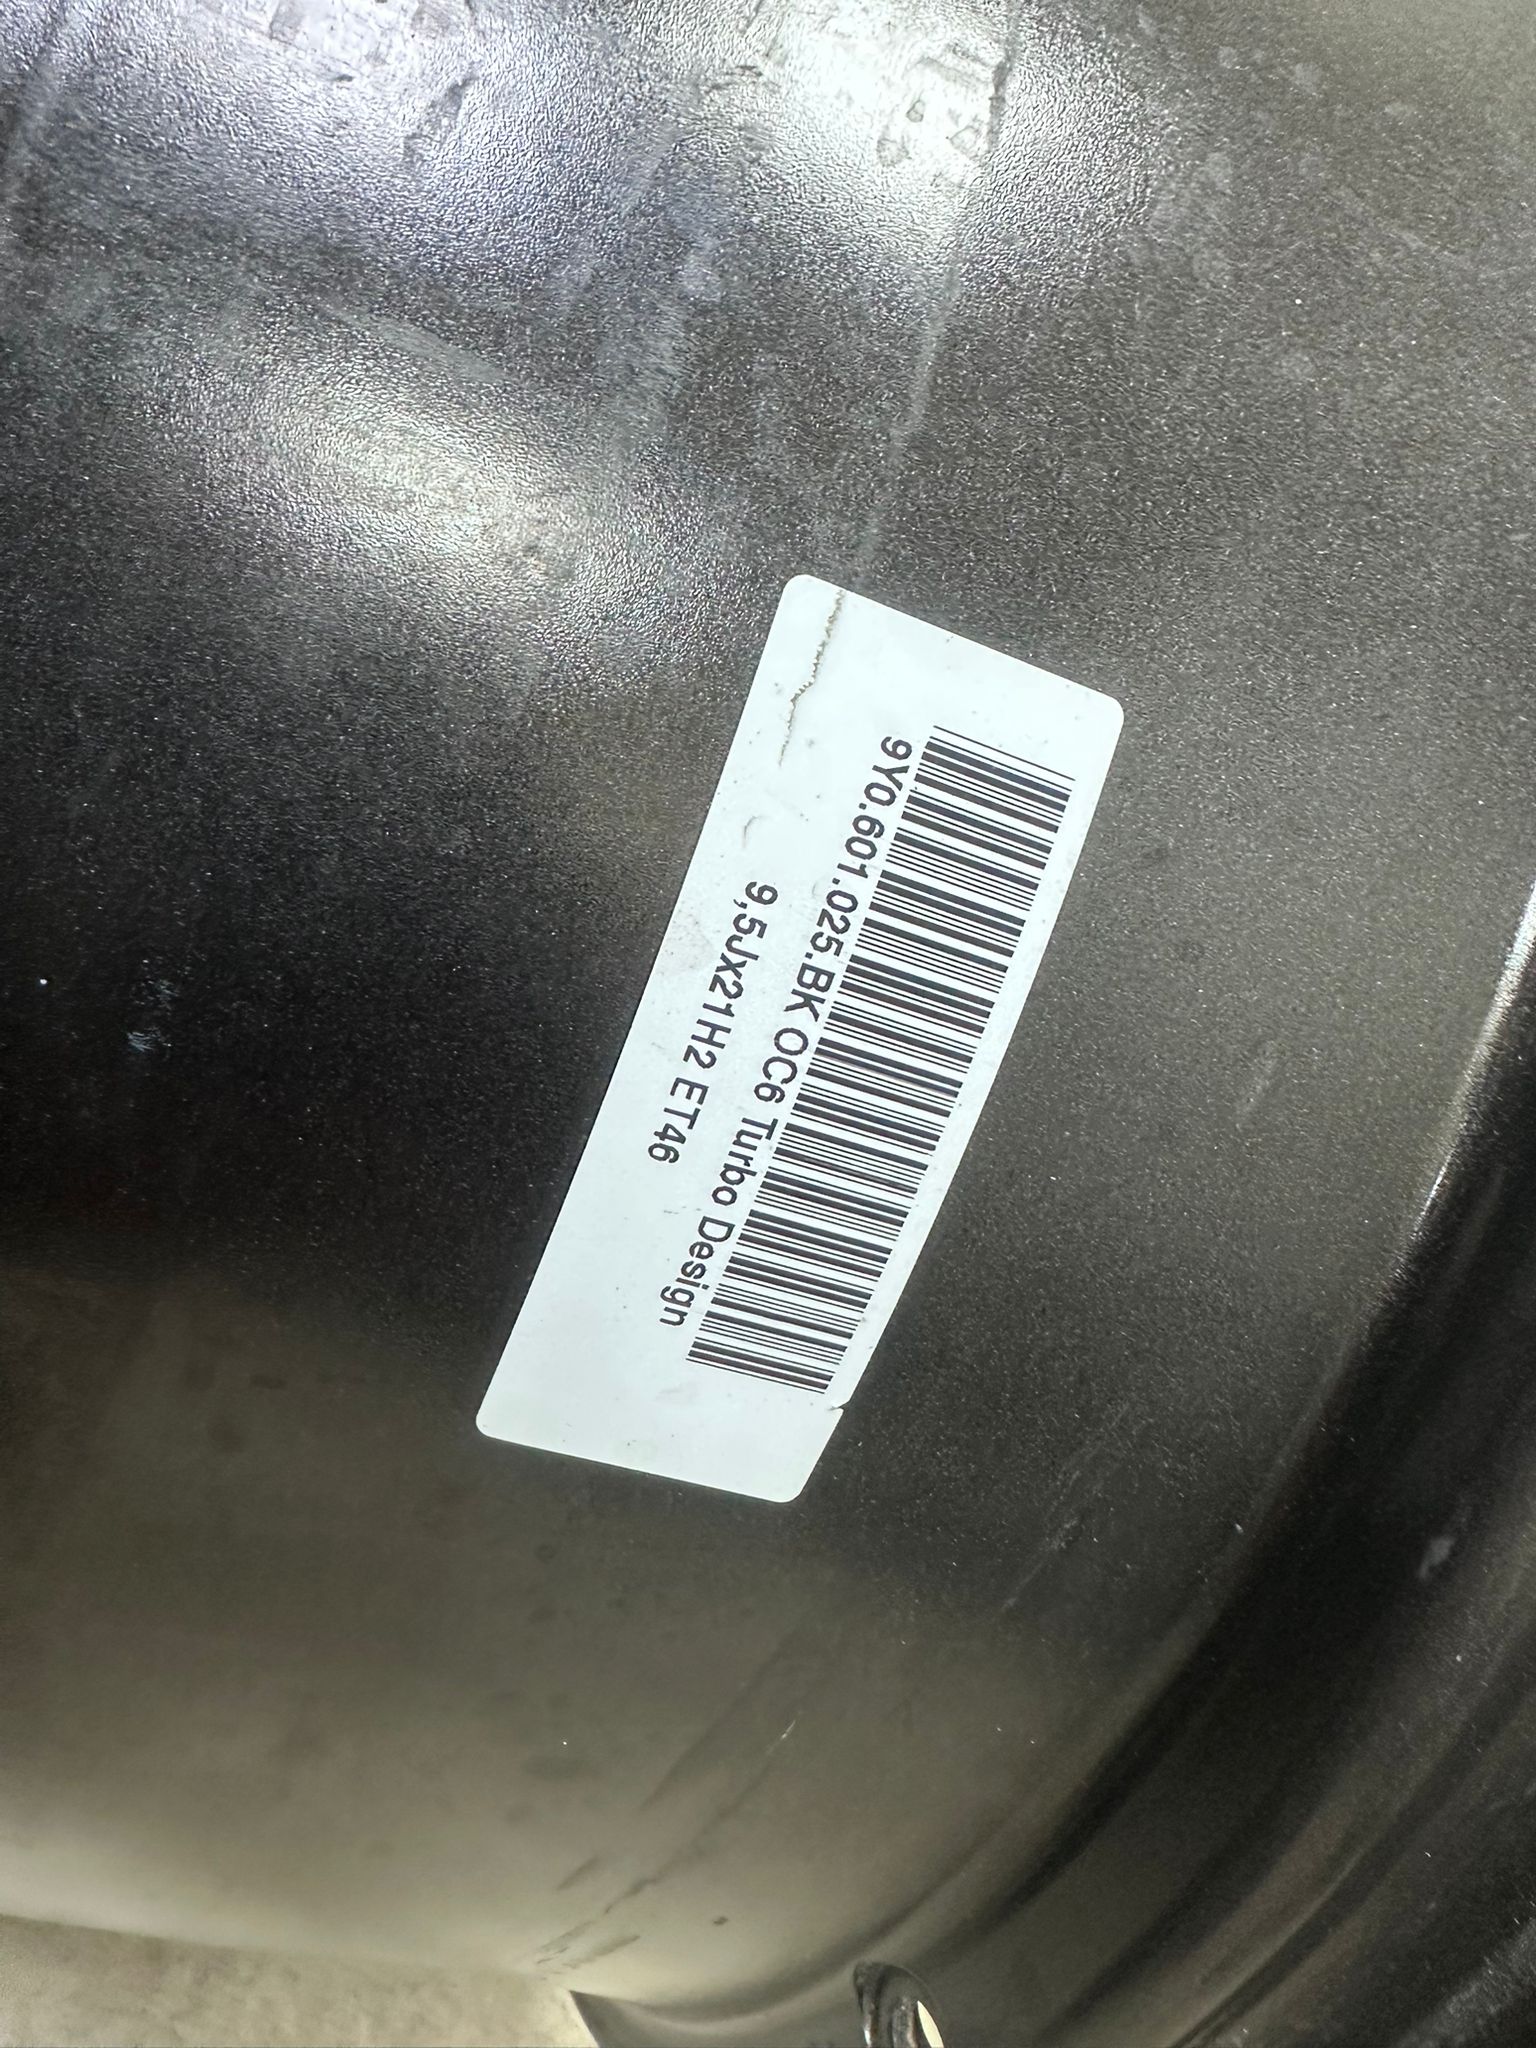 9Y0.601.025.BK OC6 Turbo Design
9,5Jx21H2 ET46